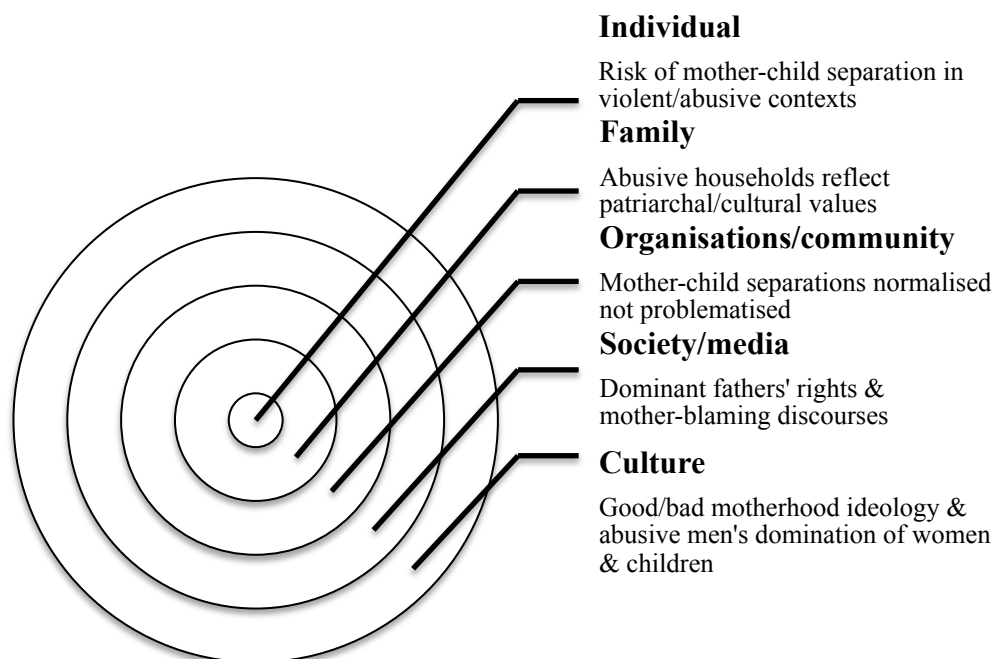 Individual
Risk of mother-child separation in
violent/abusive contexts
Family
Abusive households reflect
patriarchal/cultural values
Organisations/community
Mother-child separations normalised
not problematised
Society/media
Dominant fathers' rights &
mother-blaming discourses
Culture
Good/bad motherhood ideology &
abusive men's domination of women
& children